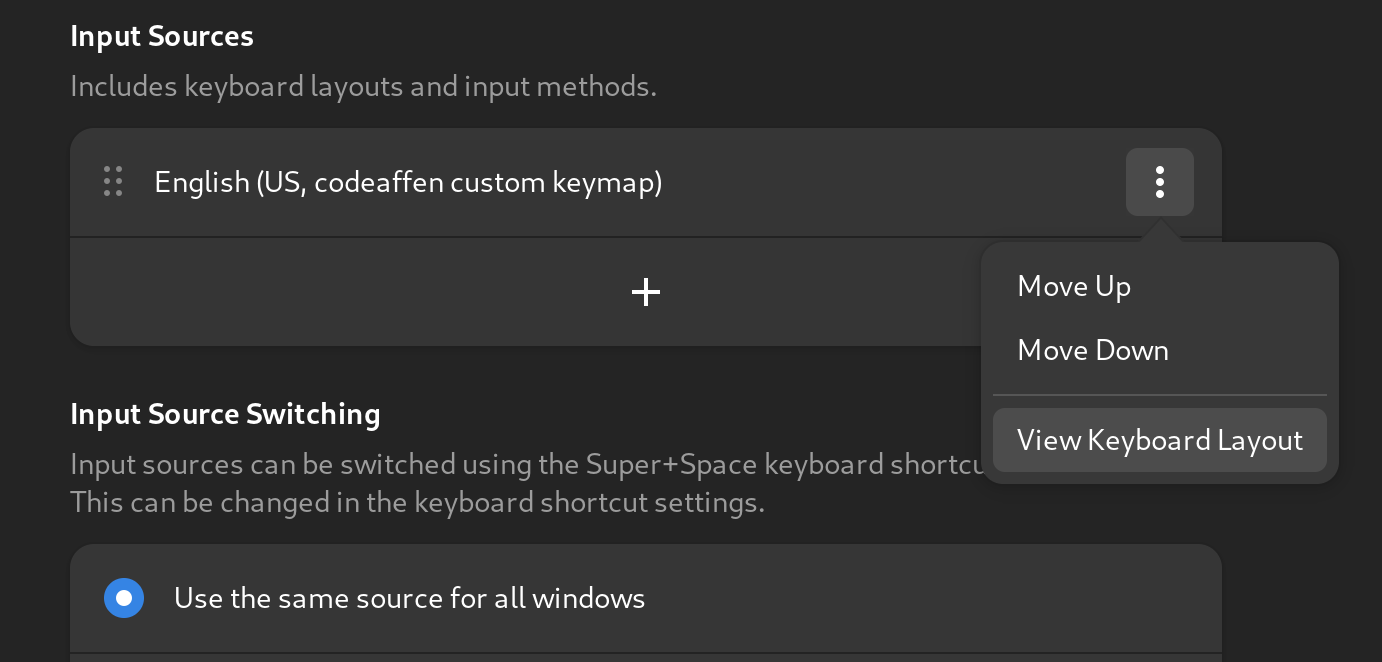 Input Sources
Includes keyboard layouts and input methods.
English (US, codeaffen custom keymap)
Move Up
Move Down
View Keyboard Layout
Input Source Switching
Input sources can be switched using the Super+Space keyboard
This can be changed in the keyboard shortcut settings.
Use the same source for all windows